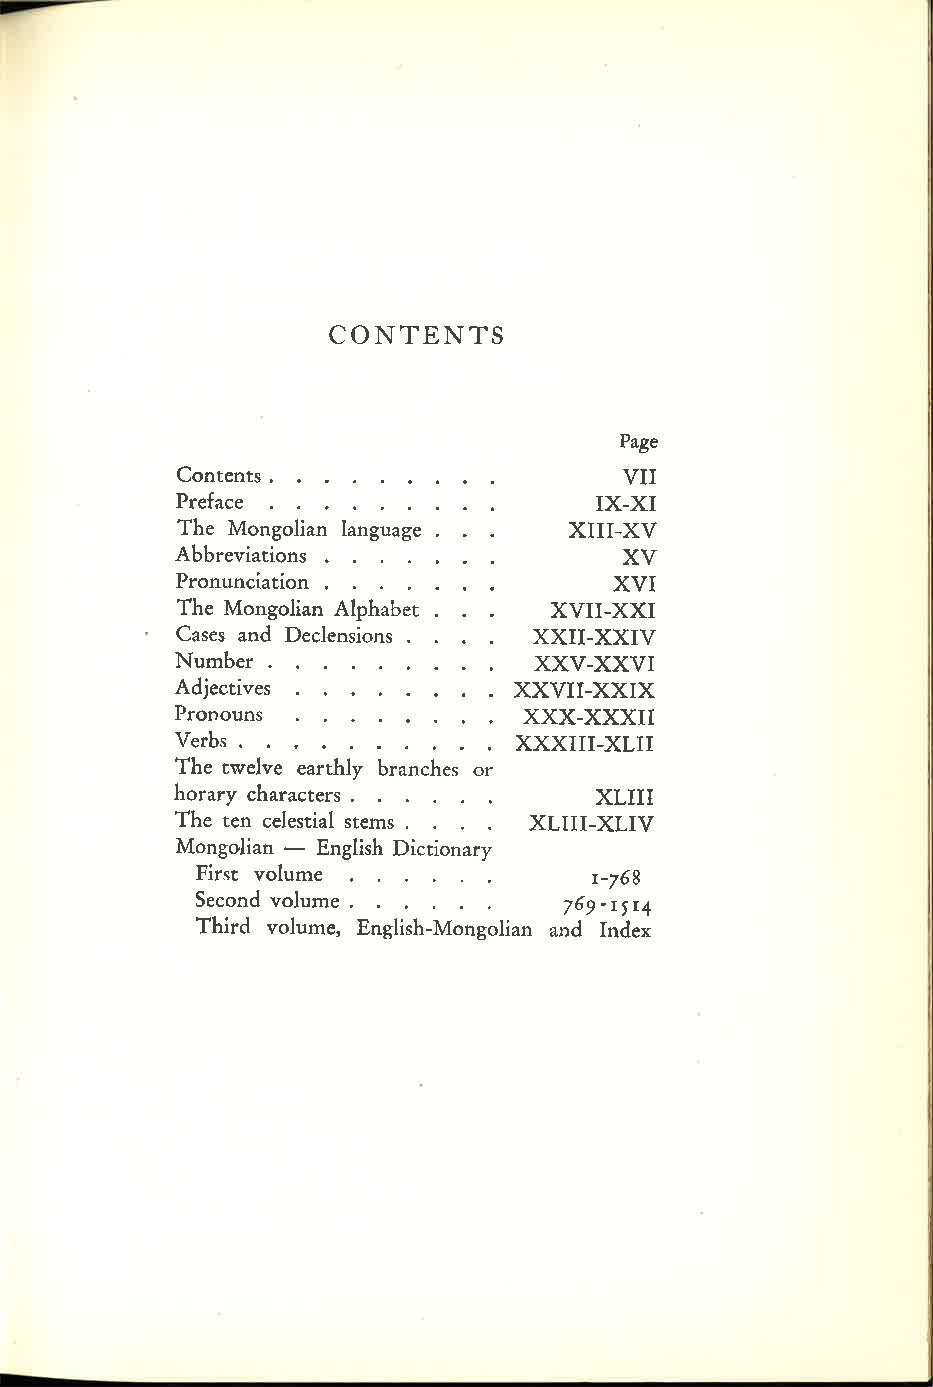 CONTENTS
Page
Contents . . . . . . . . . VII
Preface . . . . . . . . . IX-XI
The Mongolian language . . . XIII-XV
Abbreviations . . . . . . . XV
Pronunciation . . . . . . . XVI
The Mongolian Alphabet . . . XVII-XXI
Cases and Declensions . . . . XXII-XXIV
Number . . . . . . . . . XXV-XXVI
Adjectives . . . . . . . . XXVII-XXIX
Pronouns . . . . . . . . XXX-XXXII
Verbs . . . . . . . . . . XXXIII-XLII
The twelve earthly branches or
horary characters . . . . . . XLIII
The ten celestial stems . . . . XLIII-XLIV
Mongolian — English Dictionary
First volume . . . . . . 1-768
Second volume . . . . . . 769-1514
Third volume, English-Mongolian and Index